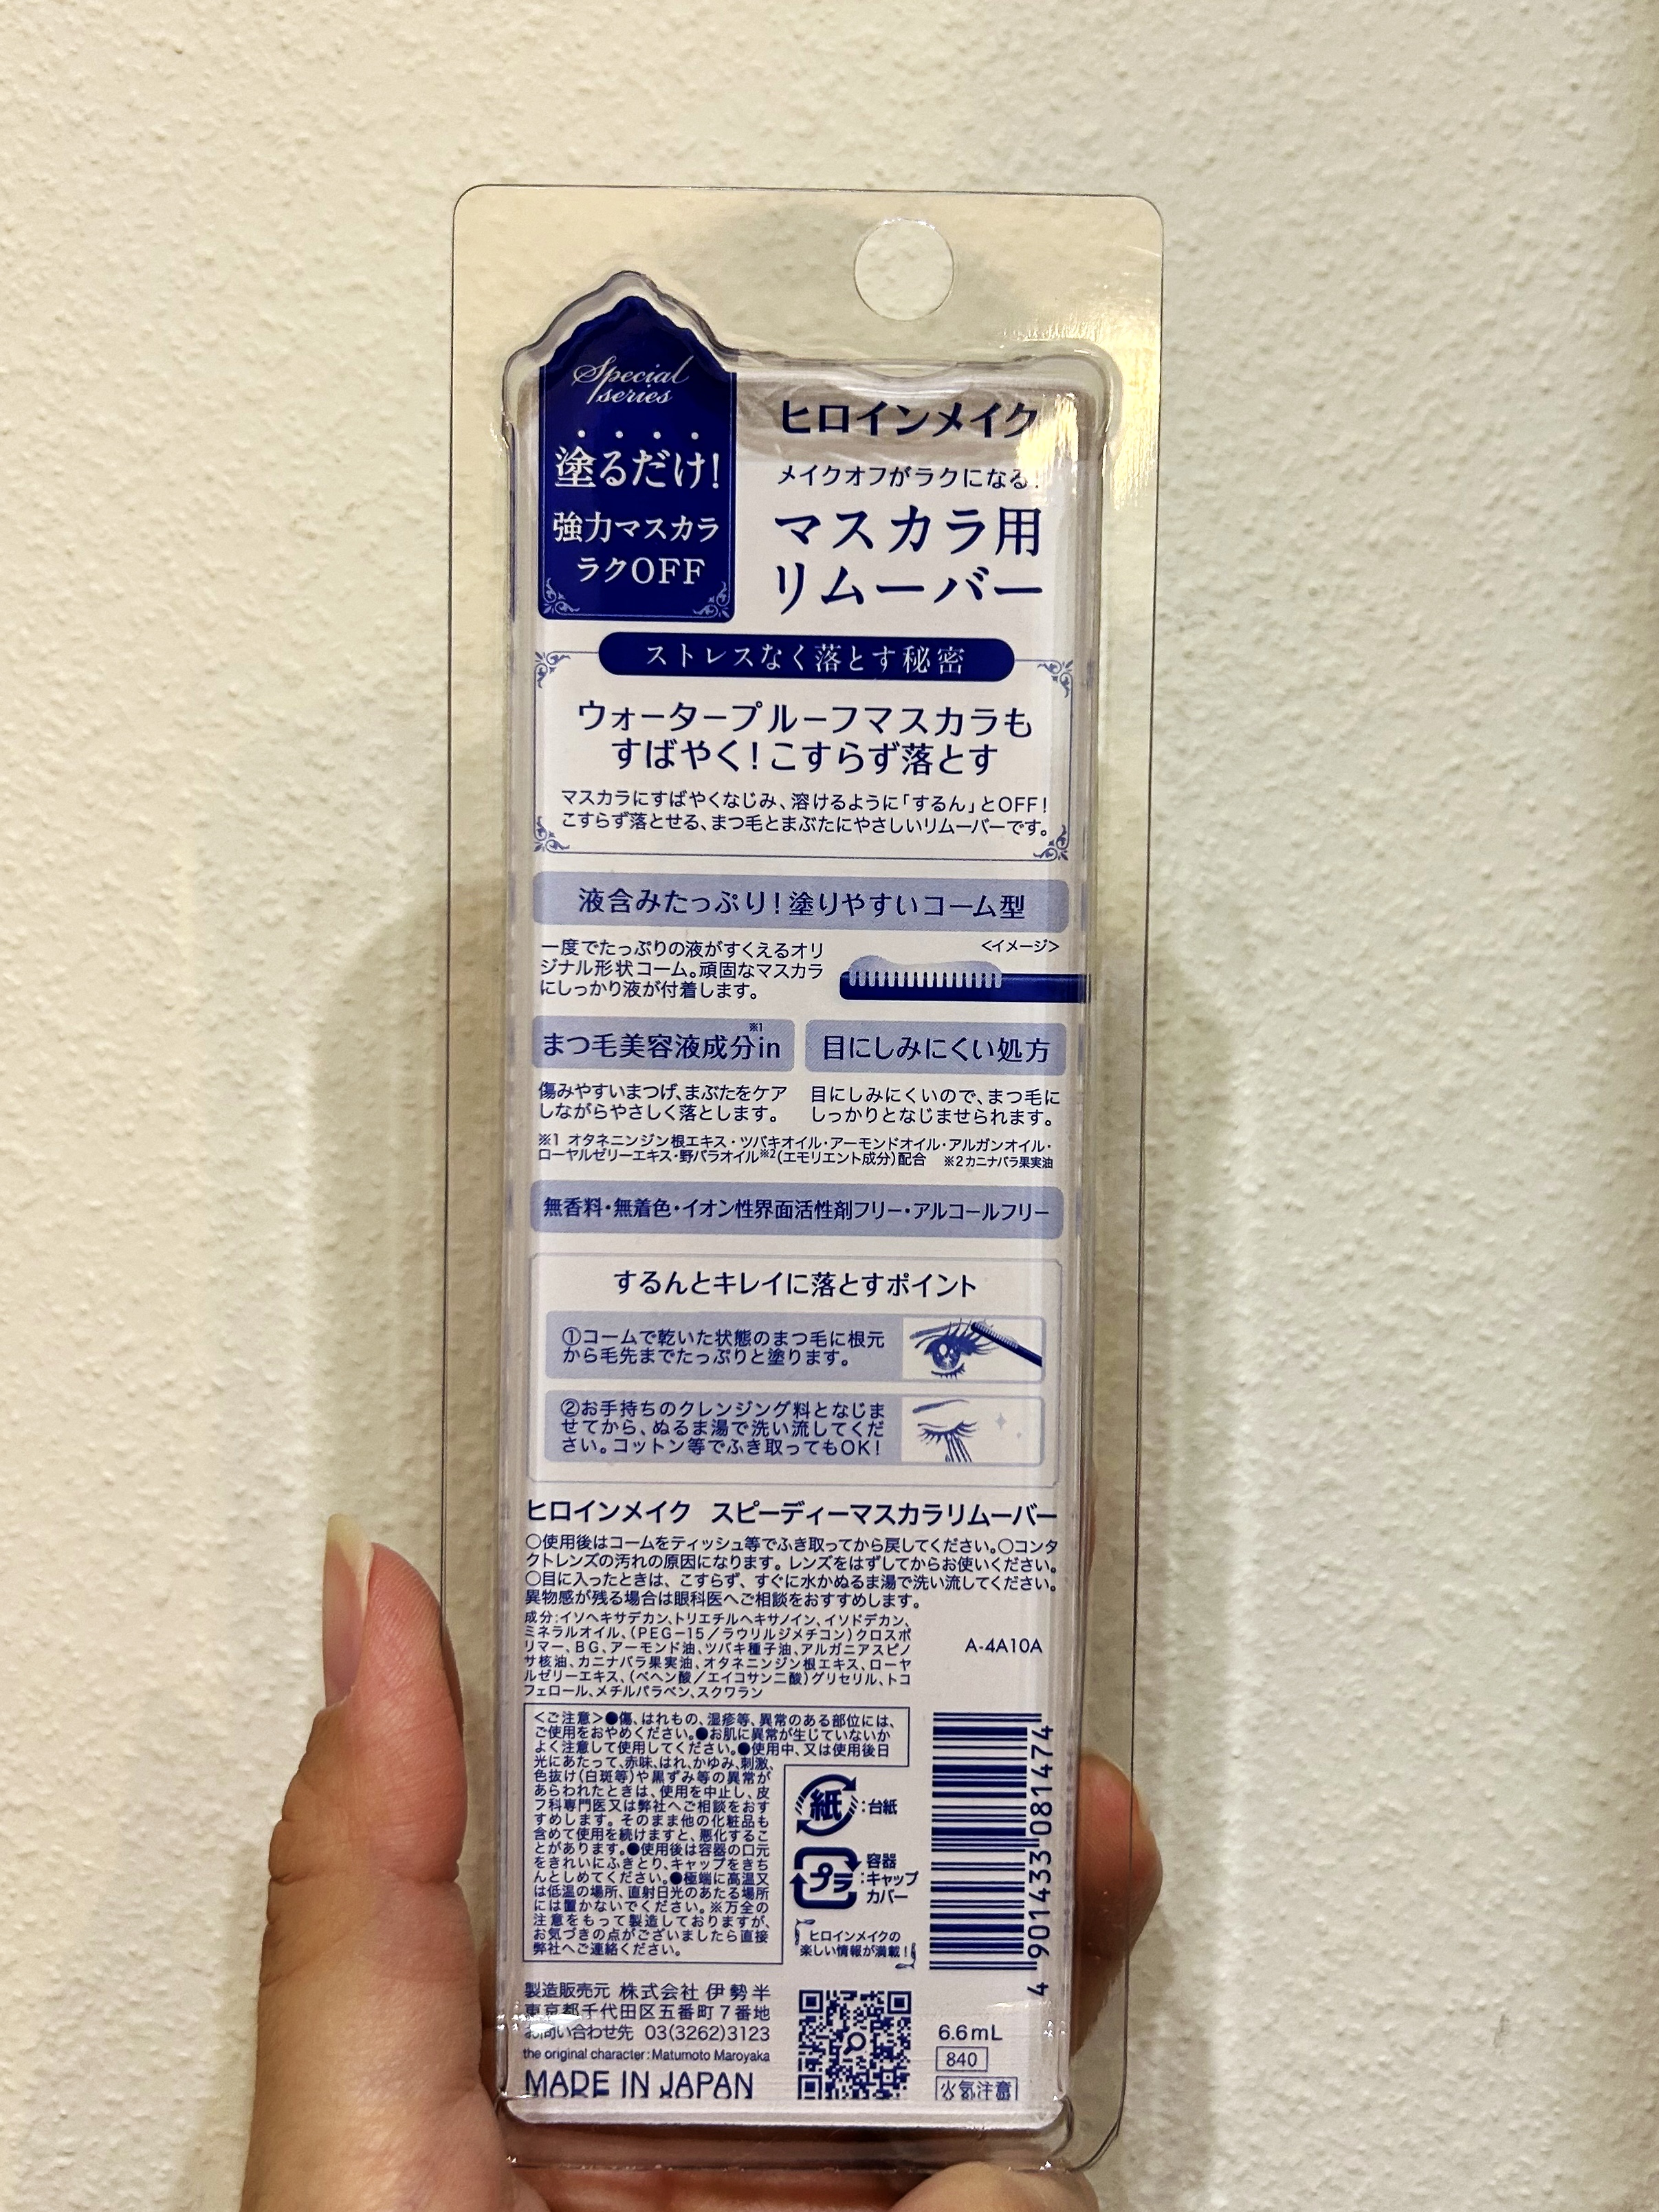 Special
series
塗るだけ!
強力マスカラ
ラクOFF
ヒロインメイク
メイクオフがラクになる!
マスカラ用
リムーバー
ストレスなく落とす秘密
ウォータープルーフマスカラも
すばやく!こすらず落とす
マスカラにすばやくなじみ、溶けるように「するん」とOFF!
こすらず落とせる、まつ毛とまぶたにやさしいリムーバーです。
液含みたっぷり!塗りやすいコーム型
一度でたっぷりの液がすくえるオリ
ジナル形状コーム。頑固なマスカラ
にしっかり液が付着します。
<イメージ>
まつ毛美容液成分in※1
傷みやすいまつげ、まぶたをケア
しながらやさしく落とします。
目にしみにくい処方
目にしみにくいので、まつ毛に
しっかりとなじませられます。
※1 オタネニンジン根エキス・ツバキオイル・アーモンドオイル・アルガンオイル・
ローヤルゼリーエキス・野バラオイル※2(エモリエント成分)配合 ※2カニナバラ果実油
無香料・無着色・イオン性界面活性剤フリー・アルコールフリー
するんとキレイに落とすポイント
①コームで乾いた状態のまつ毛に根元
から毛先までたっぷりと塗ります。
②お手持ちのクレンジング料となじま
せてから、ぬるま湯で洗い流してくだ
さい。コットン等でふき取ってもOK!
ヒロインメイク スピーディーマスカラリムーバー
○使用後はコームをティッシュ等でふき取ってから戻してください。○コンタ
クトレンズの汚れの原因になります。レンズをはずしてからお使いください。
○目に入ったときは、こすらず、すぐに水かぬるま湯で洗い流してください。
異物感が残る場合は眼科医へご相談をおすすめします。
成分:イソヘキサデカン、トリエチルヘキサノイン、イソドデカン、
ミネラルオイル、(PEG-15/ラウリルジメチコン)クロスポ
リマー、BG、アーモンド油、ツバキ種子油、アルガニアスピノ
サ核油、カニナバラ果実油、オタネニンジン根エキス、ローヤ
ルゼリーエキス、(ベヘン酸/エイコサン二酸)グリセリル、トコ
フェロール、メチルパラベン、スクワラン
A-4A10A
<ご注意>●傷、はれもの、湿疹等、異常のある部位には、
ご使用をおやめください。●お肌に異常が生じていないか
よく注意して使用してください。●使用中、又は使用後日
光にあたって、赤味、はれ、かゆみ、刺激、
色抜け(白斑等)や黒ずみ等の異常が
あらわれたときは、使用を中止し、皮
フ科専門医又は弊社へご相談をおす
すめします。そのまま他の化粧品も
含めて使用を続けますと、悪化するこ
とがあります。●使用後は容器の口元
をきれいにふきとり、キャップをきち
んとしめてください。●極端に高温又
は低温の場所、直射日光のあたる場所
には置かないでください。※万全の
注意をもって製造しておりますが、
お気づきの点がございましたら直接
弊社へご連絡ください。
紙:台紙
プラ:容器
キャップ
カバー
ヒロインメイクの
楽しい情報が満載!
4 901433 081474
製造販売元 株式会社 伊勢半
東京都千代田区五番町7番地
お問い合わせ先 03(3262)3123
the original character:Matumoto Maroyaka
MADE IN JAPAN
6.6mL
840
火気注意